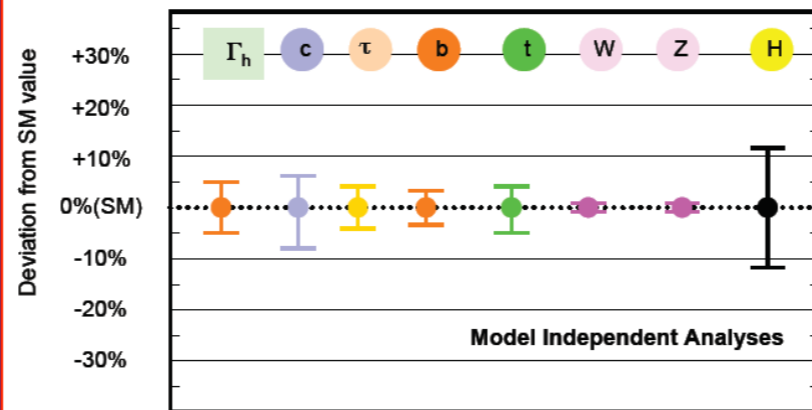 Deviation from SM value
+30%
+20%
+10%
0%(SM)
-10%
-20%
-30%
Γh c τ b t W Z H
Model Independent Analyses